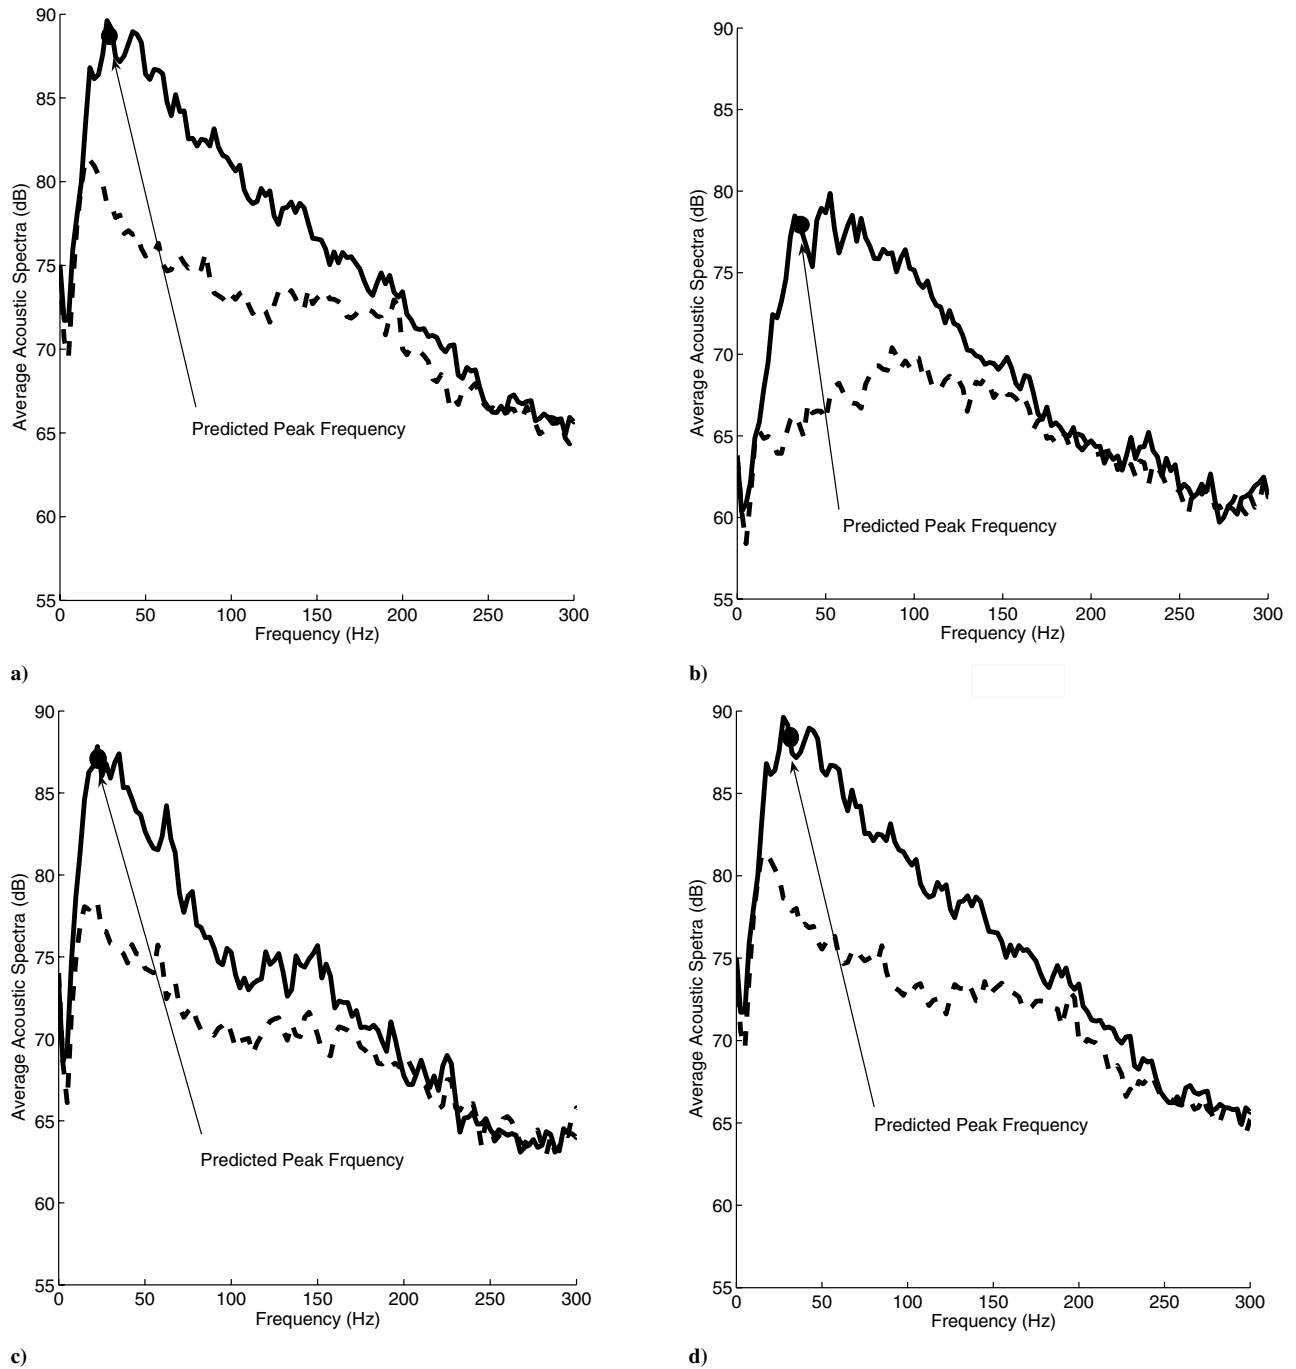 90
85
80
75
70
65
60
55
Average Acoustic Spectra (dB)
Predicted Peak Frequency
0 50 100 150 200 250 300
Frequency (Hz)
a)
90
85
80
75
70
65
60
55
Average Acoustic Spectra (dB)
Predicted Peak Frequency
0 50 100 150 200 250 300
Frequency (Hz)
b)
90
85
80
75
70
65
60
55
Average Acoustic Spectra (dB)
Predicted Peak Frquency
0 50 100 150 200 250 300
Frequency (Hz)
c)
90
85
80
75
70
65
60
55
Average Acoustic Spetra (dB)
Predicted Peak Frequency
0 50 100 150 200 250 300
Frequency (Hz)
d)